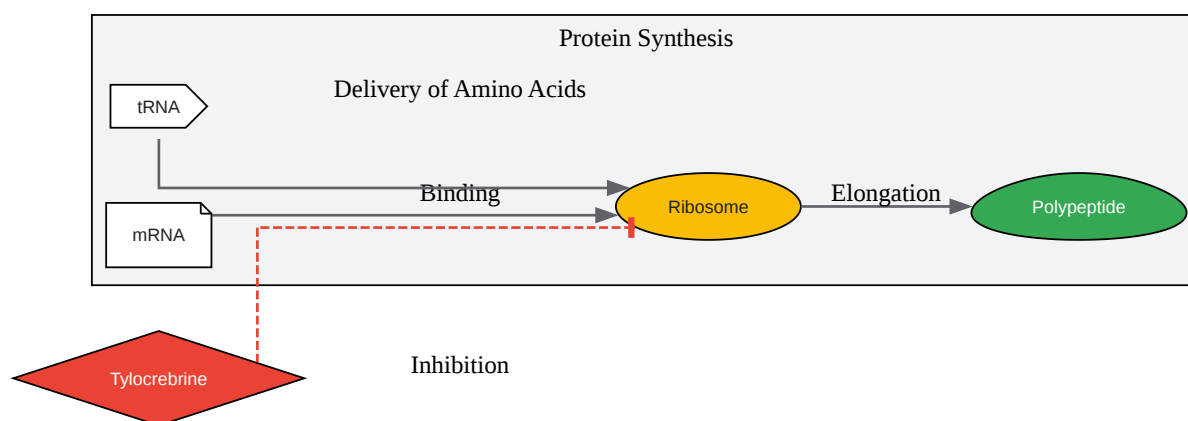 Protein Synthesis
Delivery of Amino Acids
tRNA
Binding
Elongation
Ribosome
Polypeptide
mRNA
Inhibition
Tylocrebrine